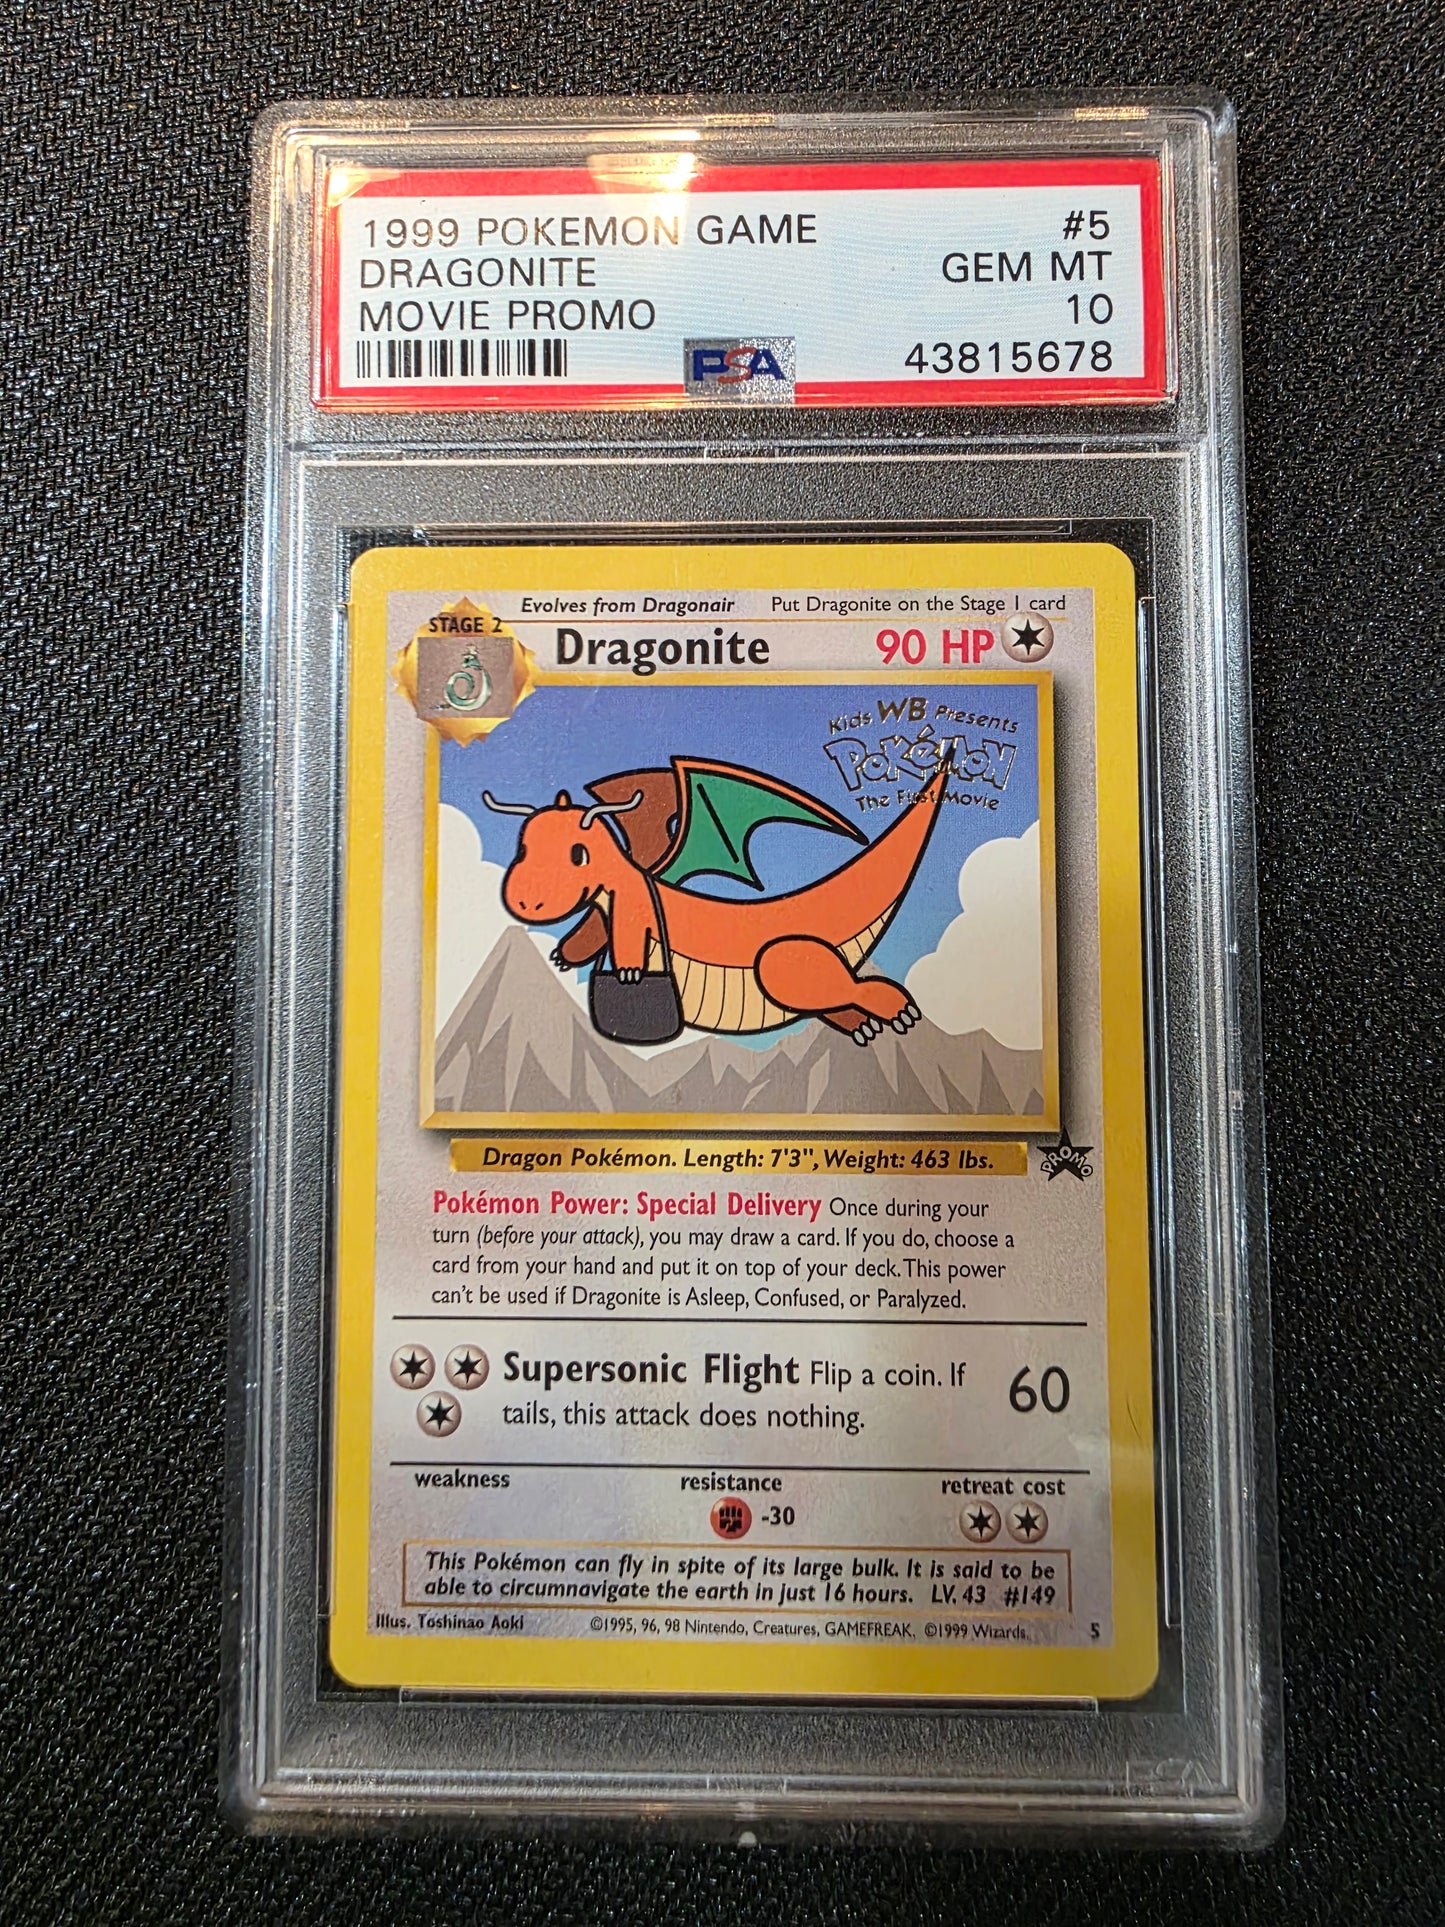 1999 POKEMON GAME #5
DRAGONITE GEM MT
MOVIE PROMO 10
PSA 43815678
Evolves from Dragonair Put Dragonite on the Stage 1 card
STAGE 2
Dragonite 90 HP
Kids WB Presents
POKéMON
The First Movie
Dragon Pokémon. Length: 7'3", Weight: 463 lbs.
PROMO
Pokémon Power: Special Delivery Once during your
turn (before your attack), you may draw a card. If you do, choose a
card from your hand and put it on top of your deck. This power
can't be used if Dragonite is Asleep, Confused, or Paralyzed.
Supersonic Flight Flip a coin. If
tails, this attack does nothing.
60
weakness resistance retreat cost
-30
This Pokémon can fly in spite of its large bulk. It is said to be
able to circumnavigate the earth in just 16 hours. LV. 43 #149
Illus. Toshinao Aoki ©1995, 96, 98 Nintendo, Creatures, GAMEFREAK. ©1999 Wizards. 5